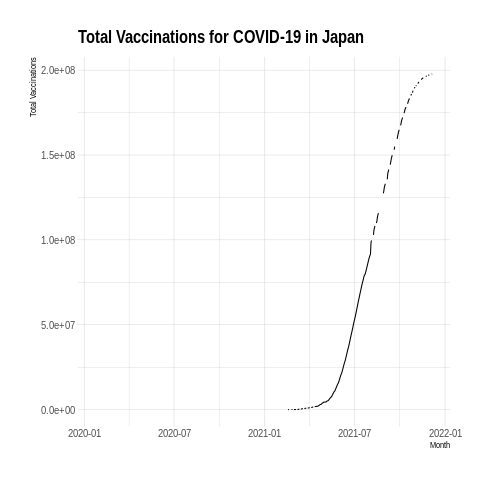 Total Vaccinations for COVID-19 in Japan
Total Vaccinations
2.0e+08
1.5e+08
1.0e+08
5.0e+07
0.0e+00
2020-01 2020-07 2021-01 2021-07 2022-01
Month